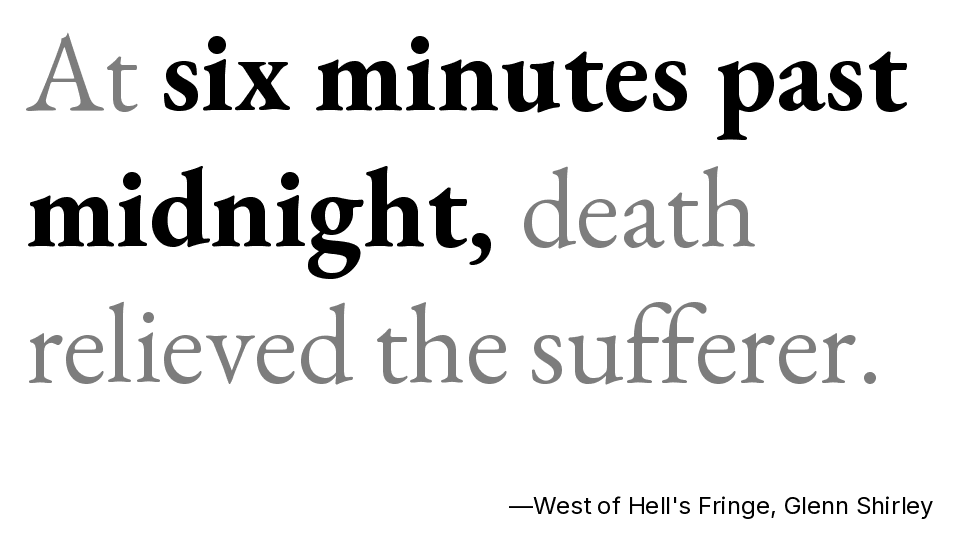 At six minutes past
midnight, death
relieved the sufferer.
—West of Hell's Fringe, Glenn Shirley